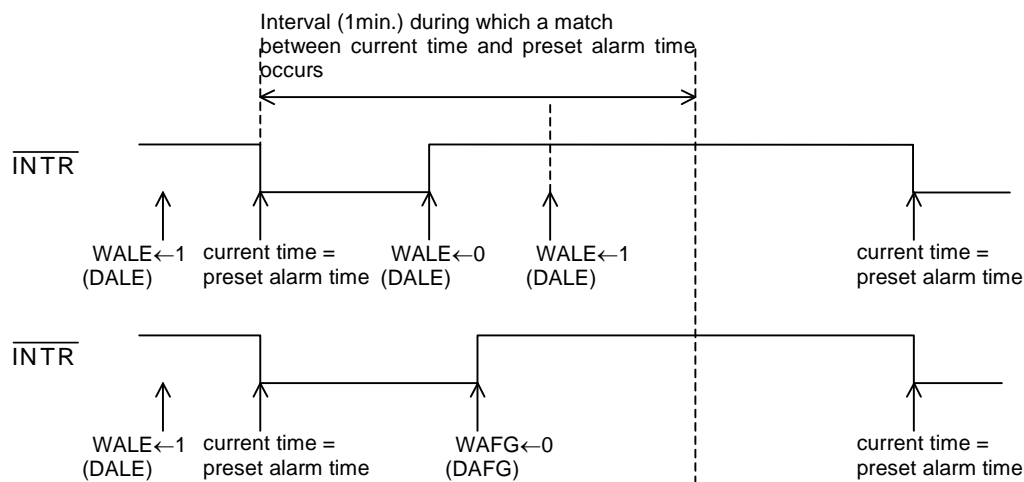 Interval (1min.) during which a match
between current time and preset alarm time
occurs
INTR
WALE←1
(DALE)
current time =
preset alarm time
WALE←0
(DALE)
WALE←1
(DALE)
current time =
preset alarm time
INTR
WALE←1
(DALE)
current time =
preset alarm time
WAFG←0
(DAFG)
current time =
preset alarm time